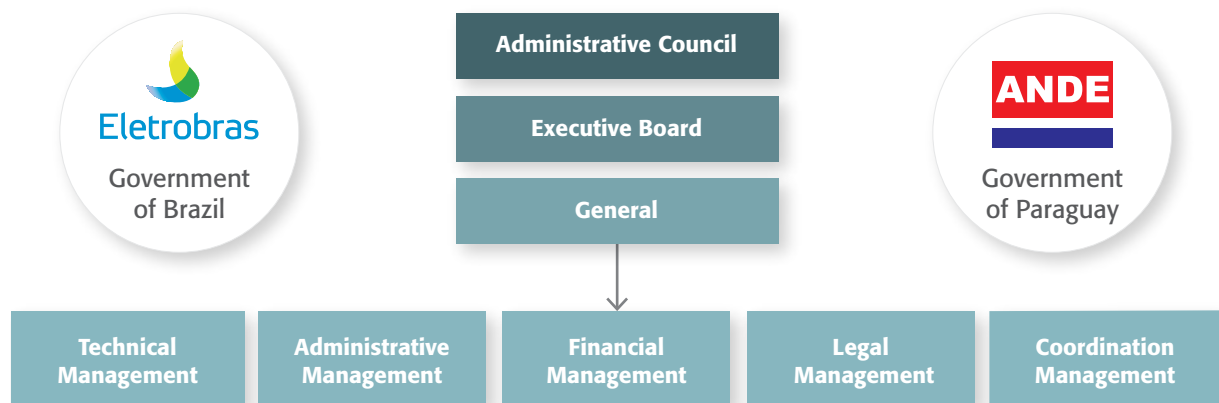 Eletrobras
Government
of Brazil
Administrative Council
Executive Board
General
ANDE
Government
of Paraguay
Technical
Management
Administrative
Management
Financial
Management
Legal
Management
Coordination
Management